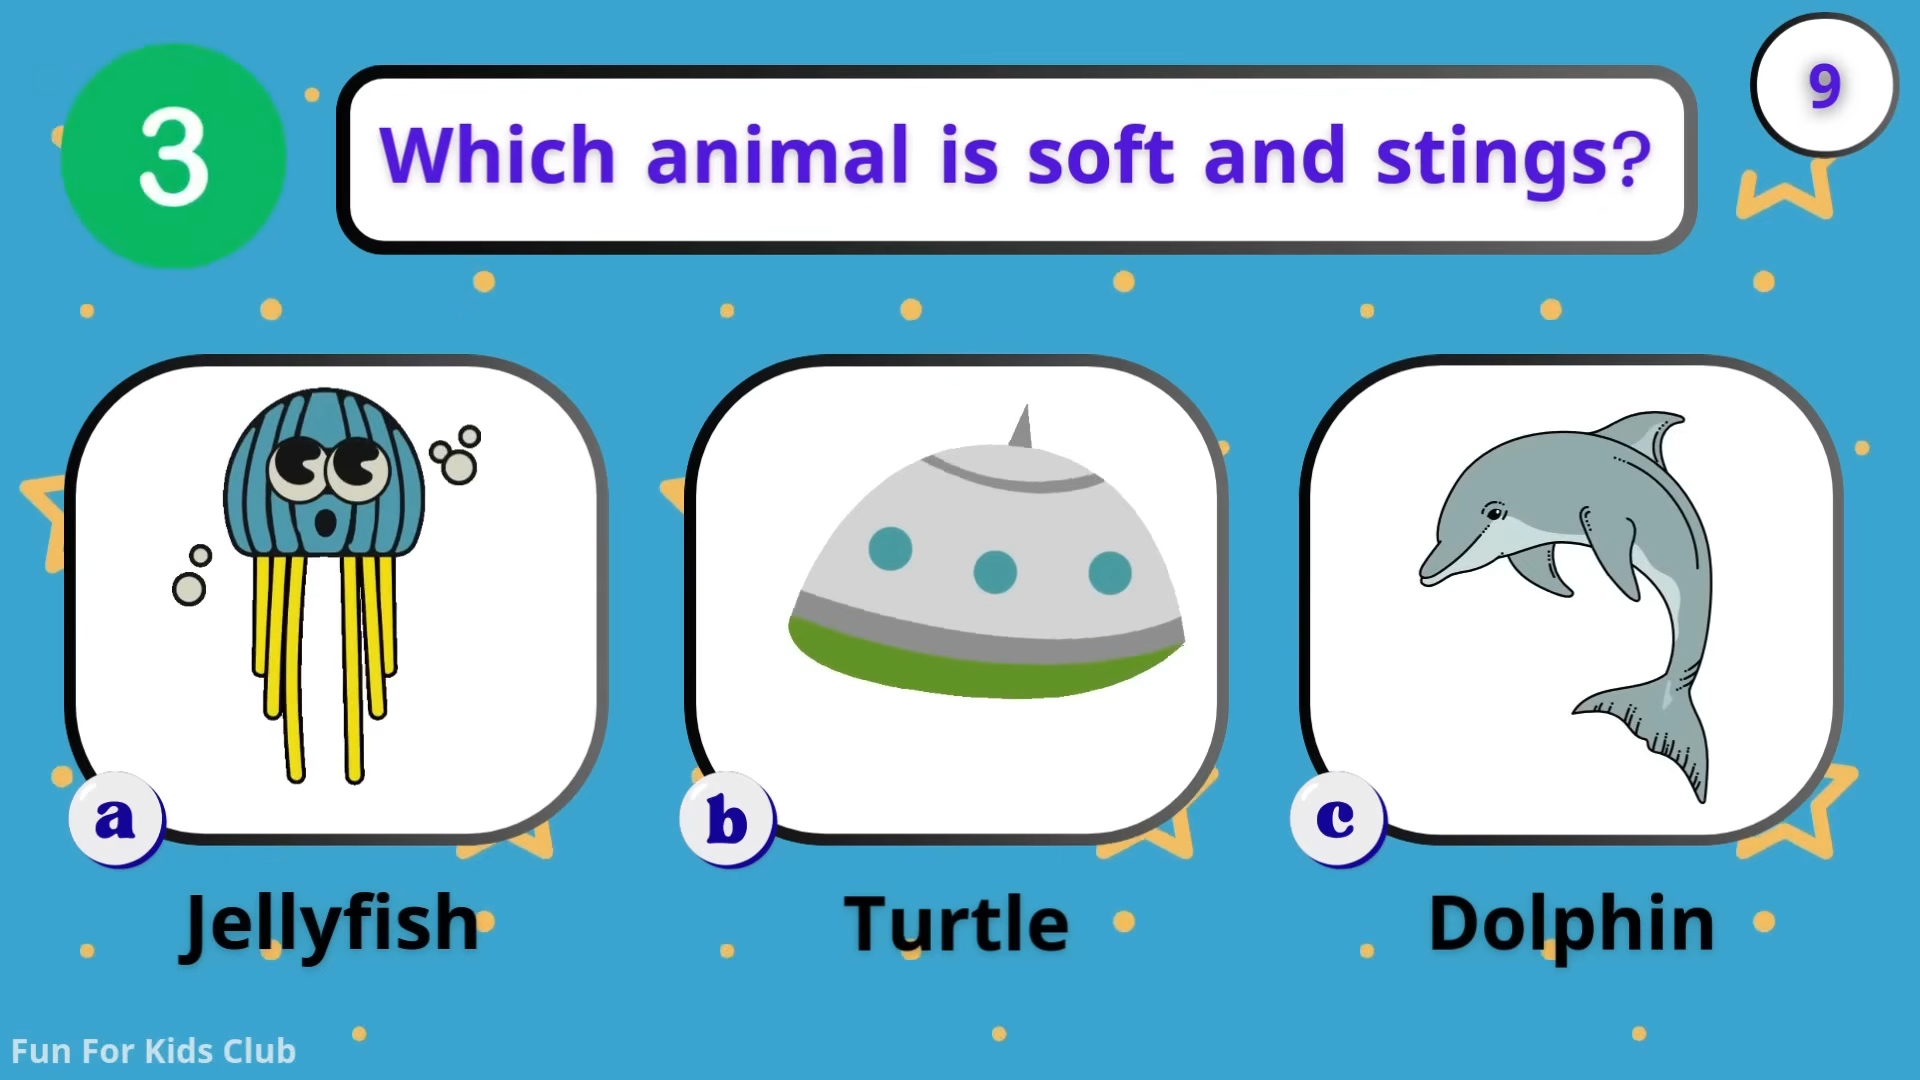 3
Which animal is soft and stings?
9
a
b
c
Jellyfish
Turtle
Dolphin
Fun For Kids Club